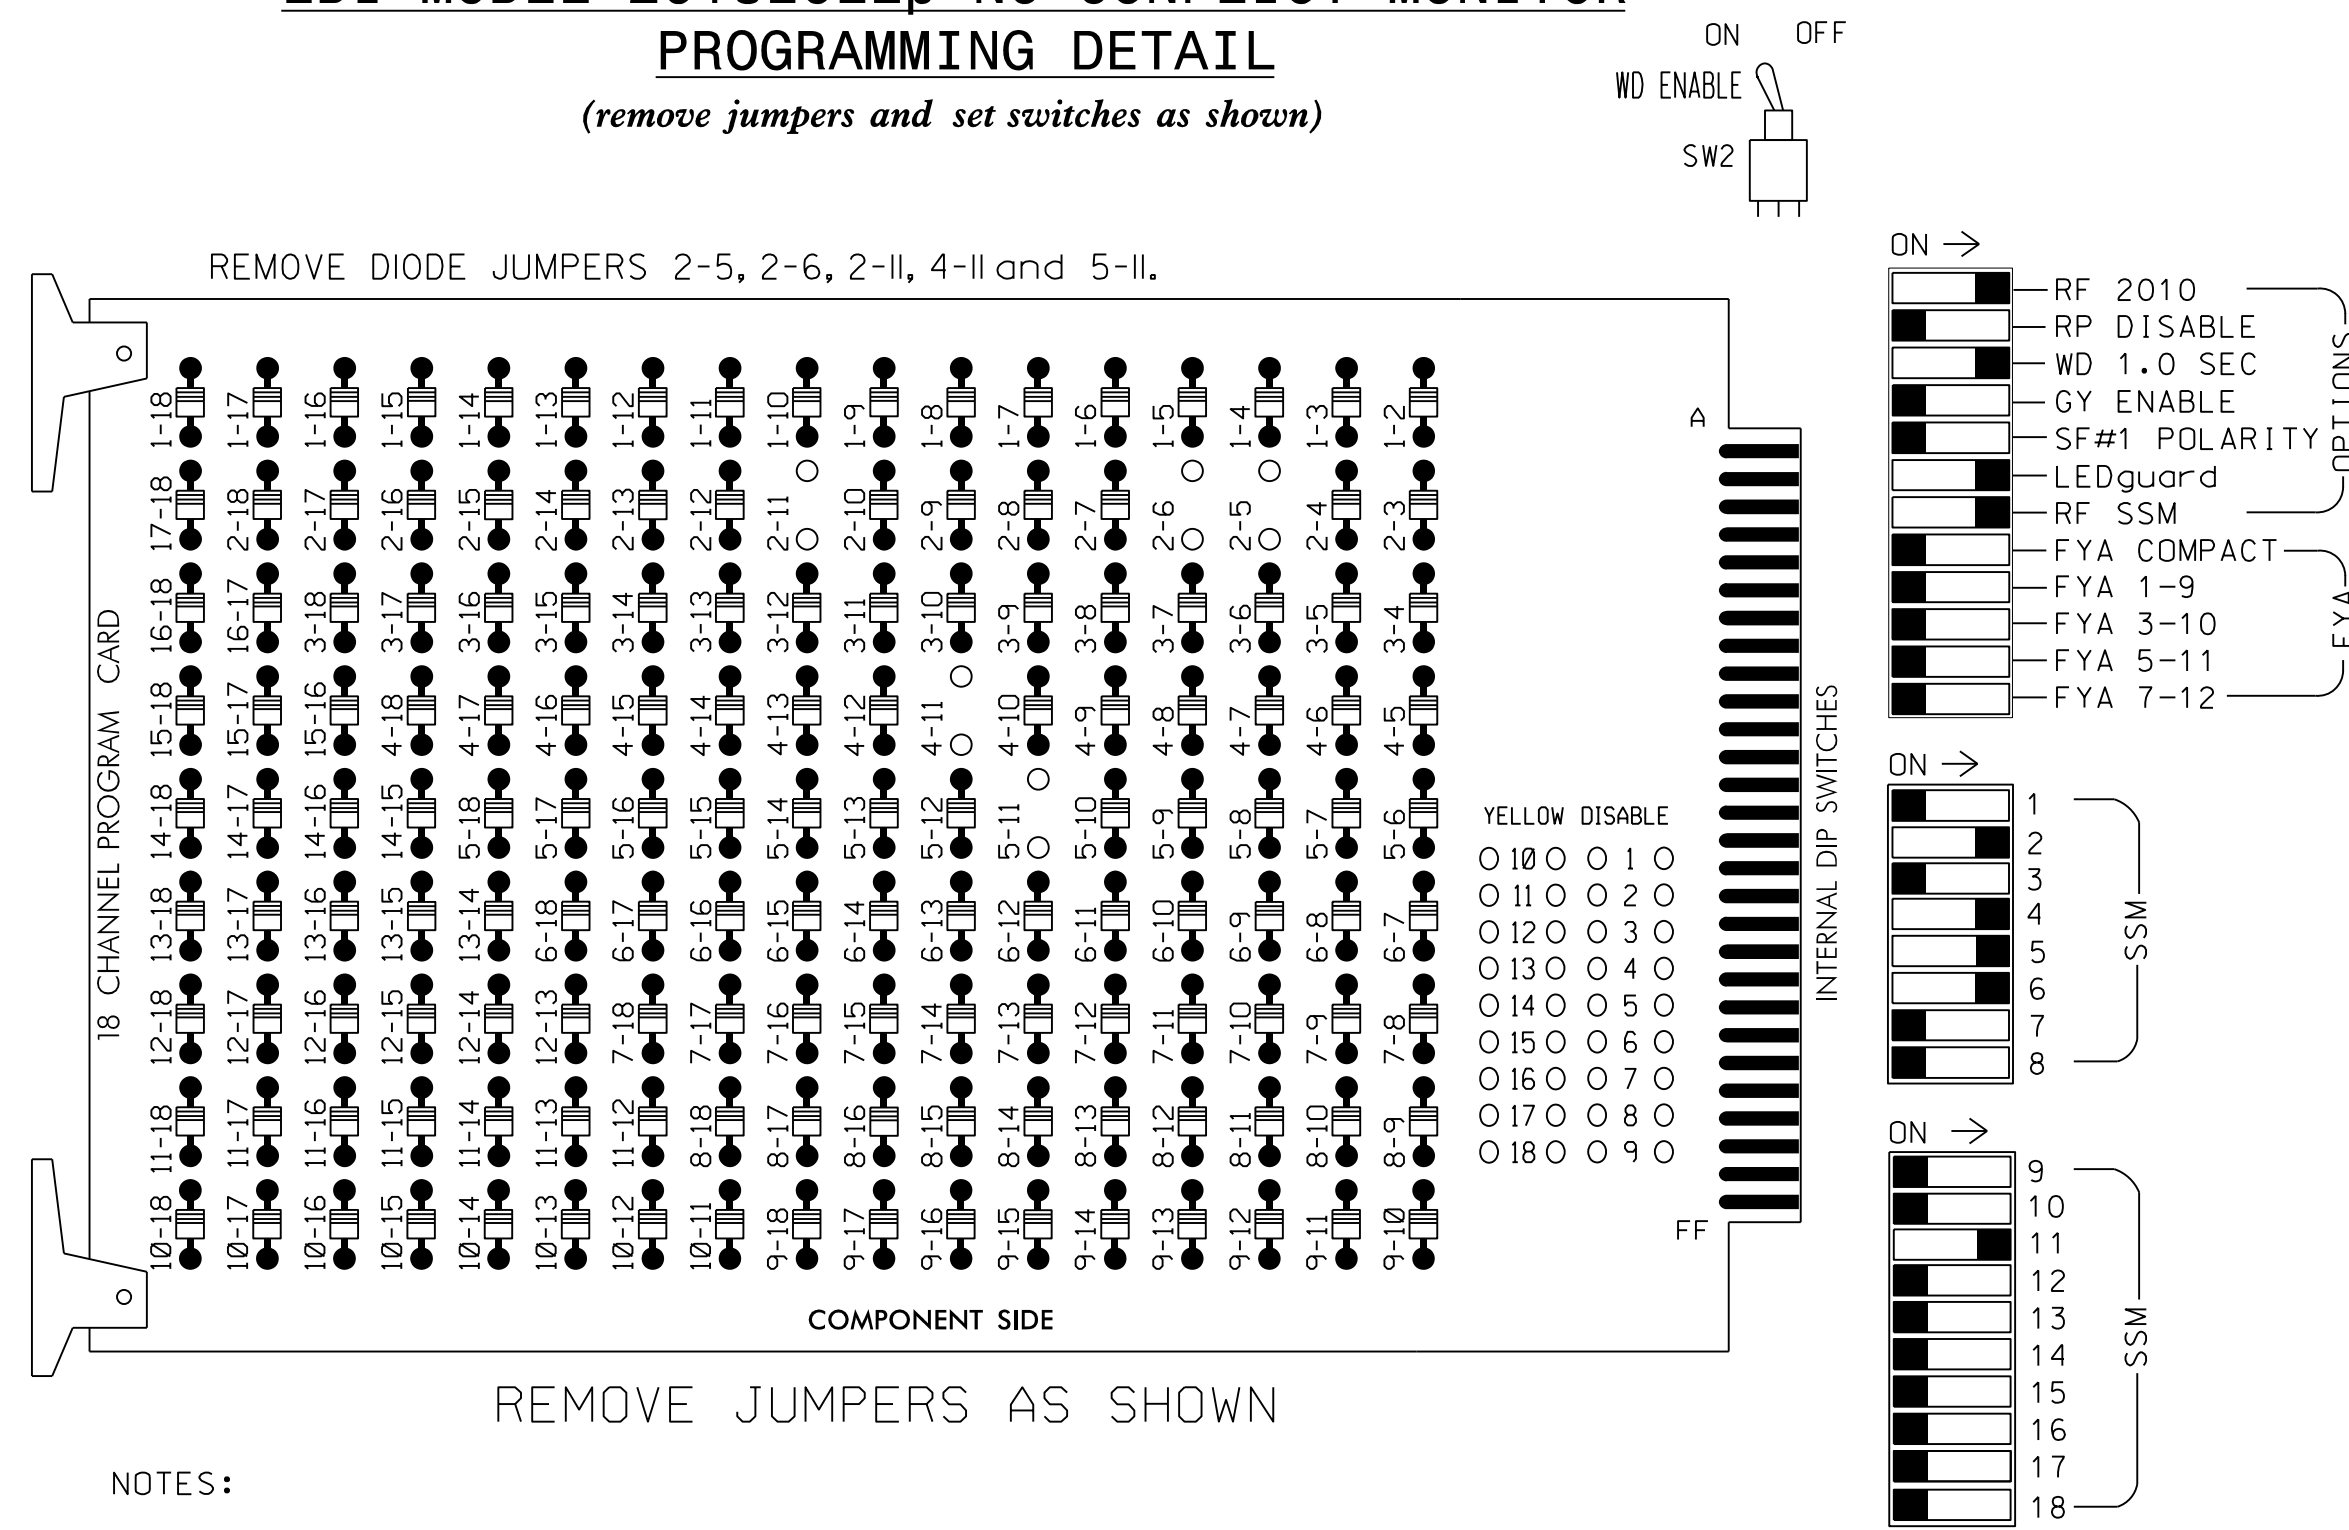 PROGRAMMING DETAIL
(remove jumpers and set switches as shown)
ON OFF
WD ENABLE
SW2
REMOVE DIODE JUMPERS 2-5, 2-6, 2-11, 4-11 and 5-11.
18 CHANNEL PROGRAM CARD
1-18 1-17 1-16 1-15 1-14 1-13 1-12 1-11 1-10 1-9 1-8 1-7 1-6 1-5 1-4 1-3 1-2
17-18 2-18 2-17 2-16 2-15 2-14 2-13 2-12 2-11 2-10 2-9 2-8 2-7 2-6 2-5 2-4 2-3
16-18 16-17 3-18 3-17 3-16 3-15 3-14 3-13 3-12 3-11 3-10 3-9 3-8 3-7 3-6 3-5 3-4
15-18 15-17 15-16 4-18 4-17 4-16 4-15 4-14 4-13 4-12 4-11 4-10 4-9 4-8 4-7 4-6 4-5
14-18 14-17 14-16 14-15 5-18 5-17 5-16 5-15 5-14 5-13 5-12 5-11 5-10 5-9 5-8 5-7 5-6
13-18 13-17 13-16 13-15 13-14 6-18 6-17 6-16 6-15 6-14 6-13 6-12 6-11 6-10 6-9 6-8 6-7
12-18 12-17 12-16 12-15 12-14 12-13 7-18 7-17 7-16 7-15 7-14 7-13 7-12 7-11 7-10 7-9 7-8
11-18 11-17 11-16 11-15 11-14 11-13 11-12 8-18 8-17 8-16 8-15 8-14 8-13 8-12 8-11 8-10 8-9
10-18 10-17 10-16 10-15 10-14 10-13 10-12 10-11 9-18 9-17 9-16 9-15 9-14 9-13 9-12 9-11 9-10
A
YELLOW DISABLE
10 1
11 2
12 3
13 4
14 5
15 6
16 7
17 8
18 9
FF
COMPONENT SIDE
INTERNAL DIP SWITCHES
ON
RF 2010
RP DISABLE
WD 1.0 SEC
GY ENABLE
SF#1 POLARITY
LEDguard
RF SSM
OPTIONS
FYA COMPACT
FYA 1-9
FYA 3-10
FYA 5-11
FYA 7-12
FYA
ON
1
2
3
4
5
6
7
8
SSM
ON
9
10
11
12
13
14
15
16
17
18
SSM
REMOVE JUMPERS AS SHOWN
NOTES: